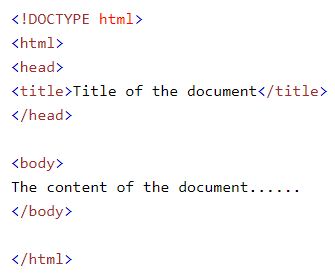 <!DOCTYPE html>
<html>
<head>
<title>Title of the document</title>
</head>
<body>
The content of the document......
</body>
</html>